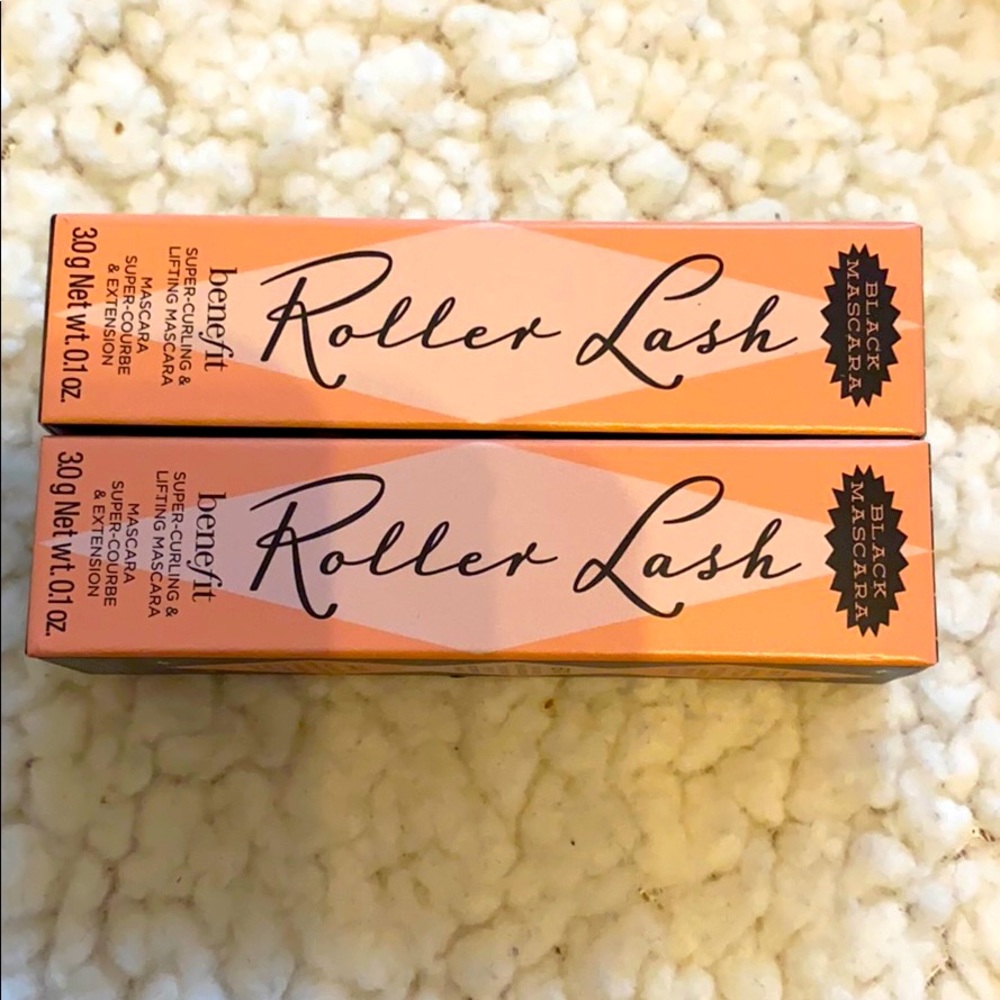 Roller Lash
BLACK
MASCARA
benefit
SUPER-CURLING &
LIFTING MASCARA
MASCARA
SUPER-COURBE
& EXTENSION
3.0 g Net wt. 0.1 oz.
Roller Lash
BLACK
MASCARA
benefit
SUPER-CURLING &
LIFTING MASCARA
MASCARA
SUPER-COURBE
& EXTENSION
3.0 g Net wt. 0.1 oz.